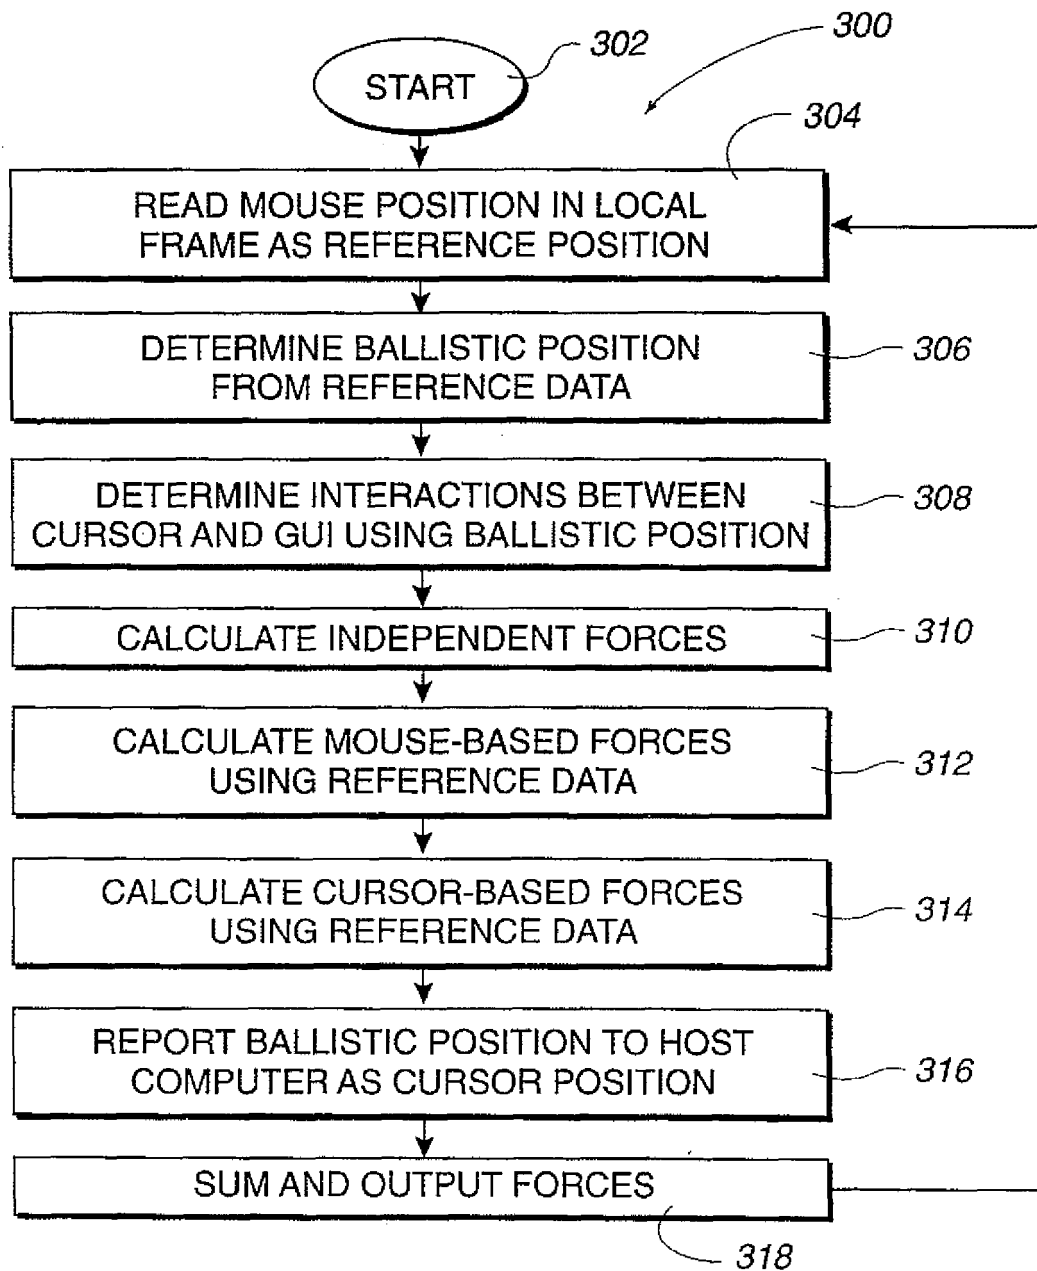 300
302
START
304
READ MOUSE POSITION IN LOCAL
FRAME AS REFERENCE POSITION
DETERMINE BALLISTIC POSITION
FROM REFERENCE DATA
306
DETERMINE INTERACTIONS BETWEEN
CURSOR AND GUI USING BALLISTIC POSITION
308
CALCULATE INDEPENDENT FORCES
310
CALCULATE MOUSE-BASED FORCES
USING REFERENCE DATA
312
CALCULATE CURSOR-BASED FORCES
USING REFERENCE DATA
314
REPORT BALLISTIC POSITION TO HOST
COMPUTER AS CURSOR POSITION
316
SUM AND OUTPUT FORCES
318